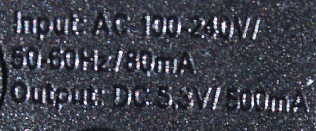 Input: AC 100-240V/
50-60Hz/80mA
Output: DC 5.3V/500mA